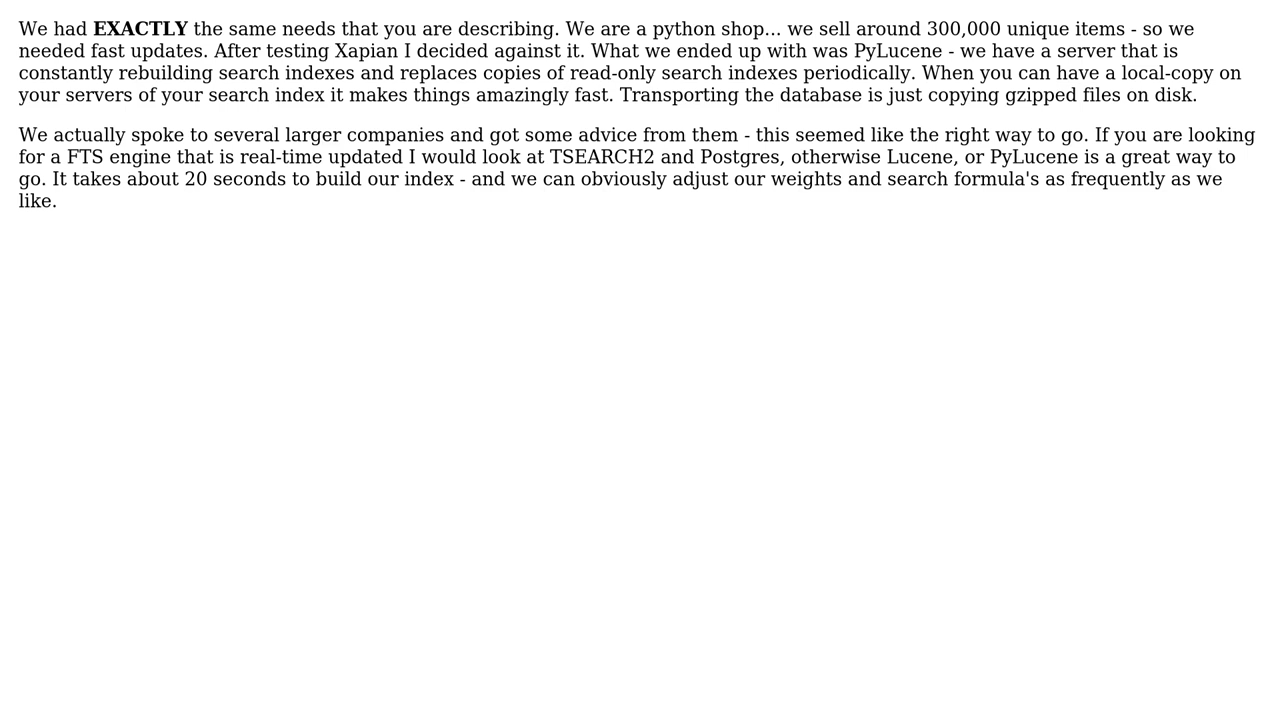 We had EXACTLY the same needs that you are describing. We are a python shop... we sell around 300,000 unique items - so we
needed fast updates. After testing Xapian I decided against it. What we ended up with was PyLucene - we have a server that is
constantly rebuilding search indexes and replaces copies of read-only search indexes periodically. When you can have a local-copy on
your servers of your search index it makes things amazingly fast. Transporting the database is just copying gzipped files on disk.
We actually spoke to several larger companies and got some advice from them - this seemed like the right way to go. If you are looking
for a FTS engine that is real-time updated I would look at TSEARCH2 and Postgres, otherwise Lucene, or PyLucene is a great way to
go. It takes about 20 seconds to build our index - and we can obviously adjust our weights and search formula's as frequently as we
like.